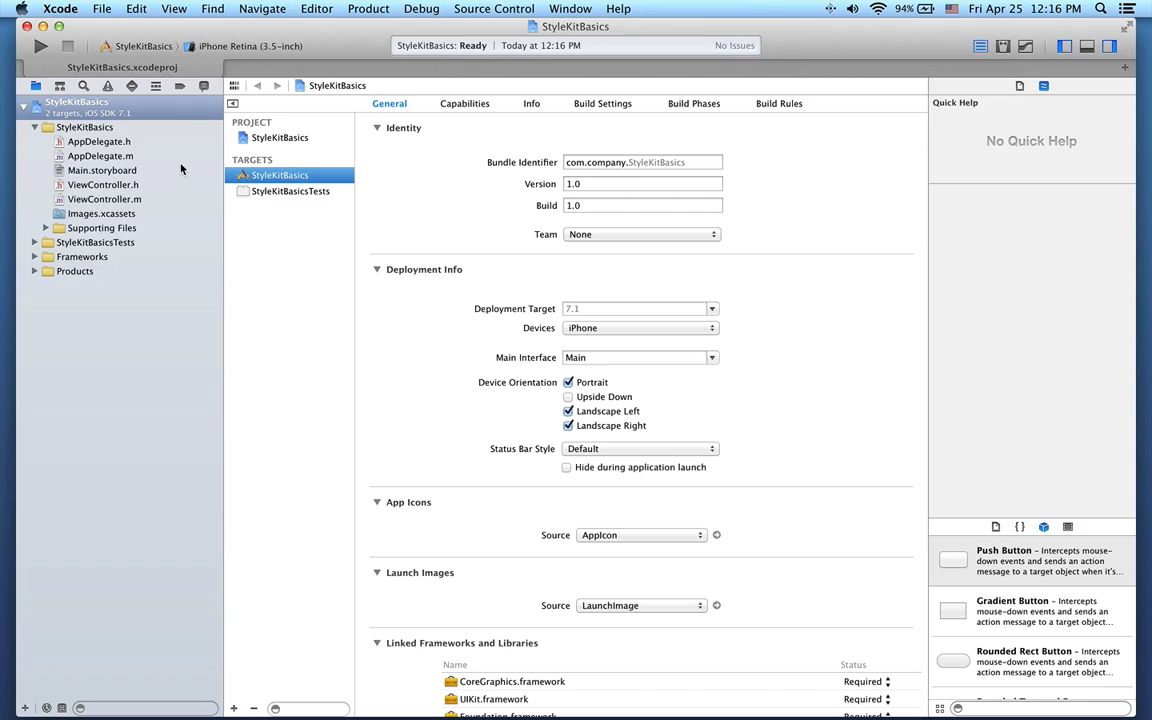 Xcode File Edit View Find Navigate Editor Product Debug Source Control Window Help 94% Fri Apr 25 12:16 PM
StyleKitBasics.xcodeproj
StyleKitBasics iPhone Retina (3.5-inch) StyleKitBasics: Ready Today at 12:16 PM No Issues
StyleKitBasics.xcodeproj
StyleKitBasics
StyleKitBasics
2 targets, iOS SDK 7.1
StyleKitBasics
AppDelegate.h
AppDelegate.m
Main.storyboard
ViewController.h
ViewController.m
Images.xcassets
Supporting Files
StyleKitBasicsTests
Frameworks
Products
PROJECT
StyleKitBasics
TARGETS
StyleKitBasics
StyleKitBasicsTests
General Capabilities Info Build Settings Build Phases Build Rules
Identity
Bundle Identifier com.company.StyleKitBasics
Version 1.0
Build 1.0
Team None
Deployment Info
Deployment Target 7.1
Devices iPhone
Main Interface Main
Device Orientation Portrait
Upside Down
Landscape Left
Landscape Right
Status Bar Style Default
Hide during application launch
App Icons
Source AppIcon
Launch Images
Source LaunchImage
Linked Frameworks and Libraries
Name Status
CoreGraphics.framework Required
UIKit.framework Required
Foundation.framework Required
Quick Help
No Quick Help
Push Button - Intercepts mouse-
down events and sends an action
message to a target object when it's...
Gradient Button - Intercepts
mouse-down events and sends an
action message to a target object...
Rounded Rect Button - Intercepts
mouse-down events and sends an
action message to a target object...